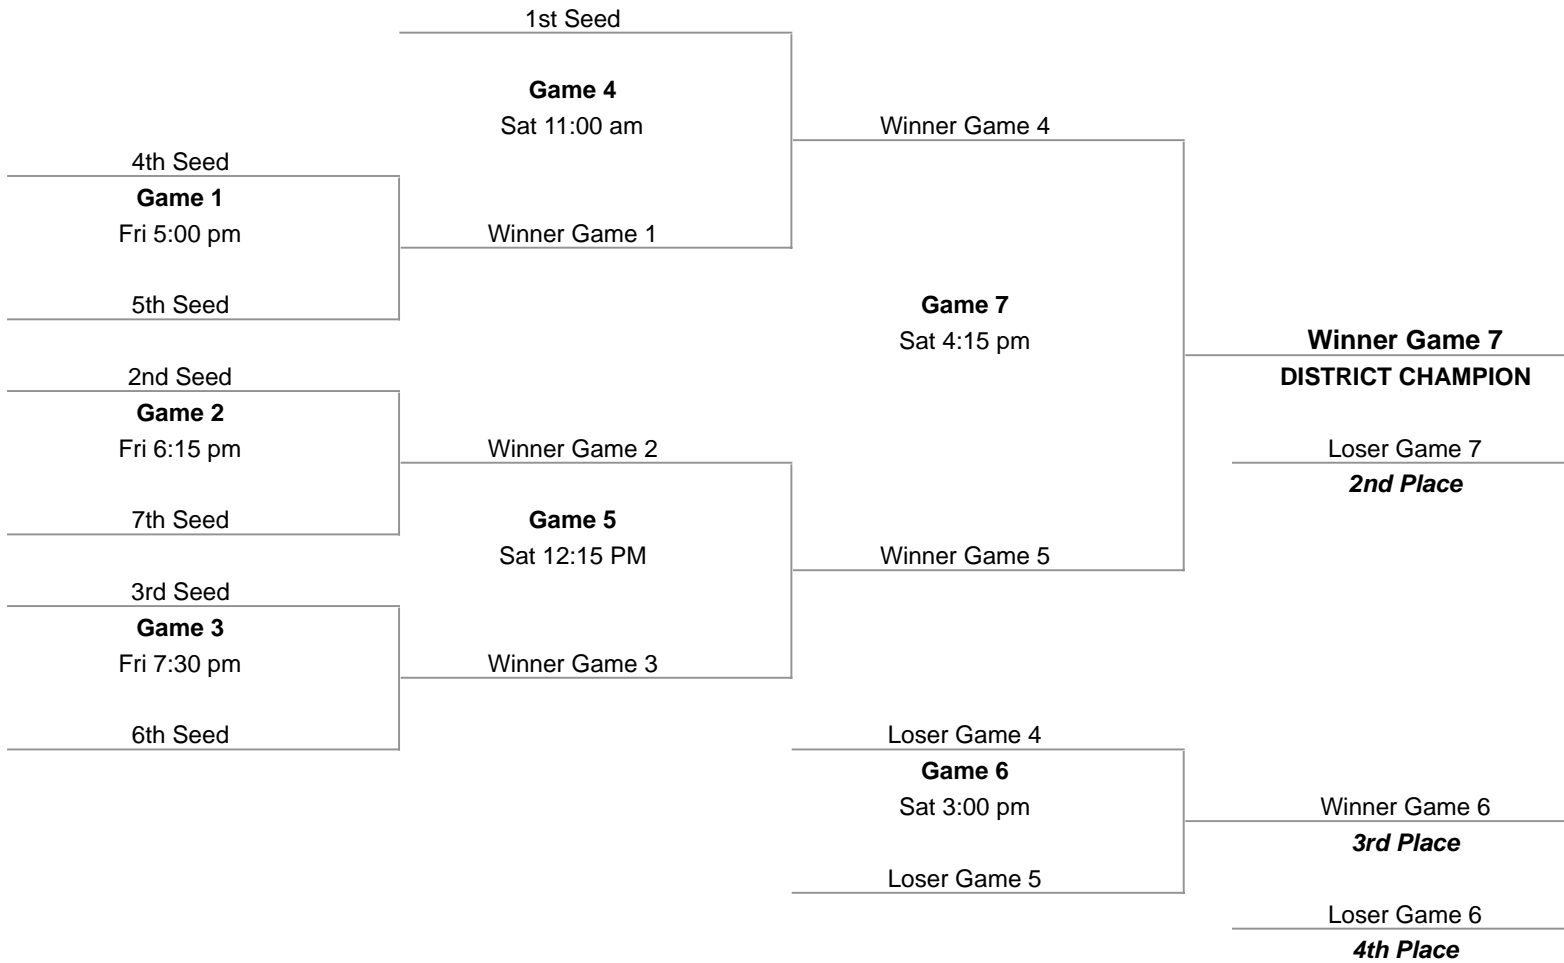 1st Seed
Game 4
Sat 11:00 am
Winner Game 4
4th Seed
Game 1
Fri 5:00 pm
Winner Game 1
5th Seed
Game 7
Sat 4:15 pm
Winner Game 7
DISTRICT CHAMPION
2nd Seed
Game 2
Fri 6:15 pm
Winner Game 2
Loser Game 7
2nd Place
7th Seed
Game 5
Sat 12:15 PM
Winner Game 5
3rd Seed
Game 3
Fri 7:30 pm
Winner Game 3
6th Seed
Loser Game 4
Game 6
Sat 3:00 pm
Winner Game 6
3rd Place
Loser Game 5
Loser Game 6
4th Place